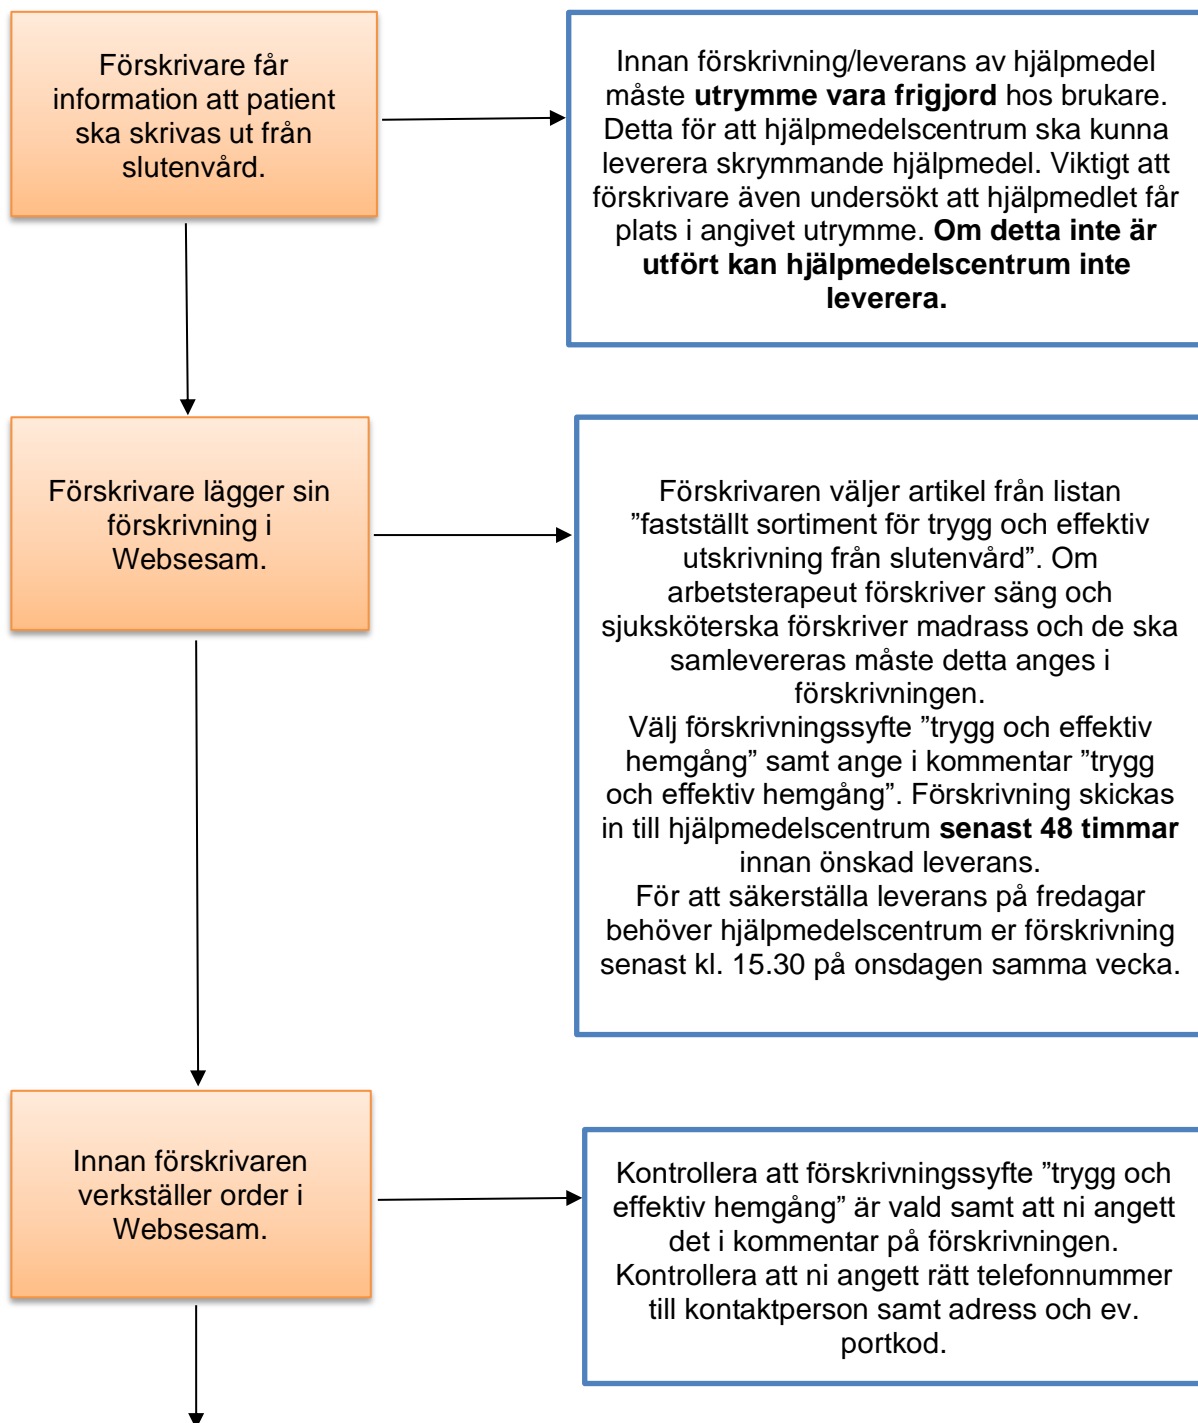 Förskrivare får
information att patient
ska skrivas ut från
slutenvård.
Innan förskrivning/leverans av hjälpmedel
måste utrymme vara frigjord hos brukare.
Detta för att hjälpmedelscentrum ska kunna
leverera skrymmande hjälpmedel. Viktigt att
förskrivare även undersökt att hjälpmedlet får
plats i angivet utrymme. Om detta inte är
utfört kan hjälpmedelscentrum inte
leverera.
Förskrivare lägger sin
förskrivning i
Websesam.
Förskrivaren väljer artikel från listan
”fastställt sortiment för trygg och effektiv
utskrivning från slutenvård”. Om
arbetsterapeut förskriver säng och
sjuksköterska förskriver madrass och de ska
samlevereras måste detta anges i
förskrivningen.
Välj förskrivningssyfte ”trygg och effektiv
hemgång” samt ange i kommentar ”trygg
och effektiv hemgång”. Förskrivning skickas
in till hjälpmedelscentrum senast 48 timmar
innan önskad leverans.
För att säkerställa leverans på fredagar
behöver hjälpmedelscentrum er förskrivning
senast kl. 15.30 på onsdagen samma vecka.
Innan förskrivaren
verkställer order i
Websesam.
Kontrollera att förskrivningssyfte ”trygg och
effektiv hemgång” är vald samt att ni angett
det i kommentar på förskrivningen.
Kontrollera att ni angett rätt telefonnummer
till kontaktperson samt adress och ev.
portkod.